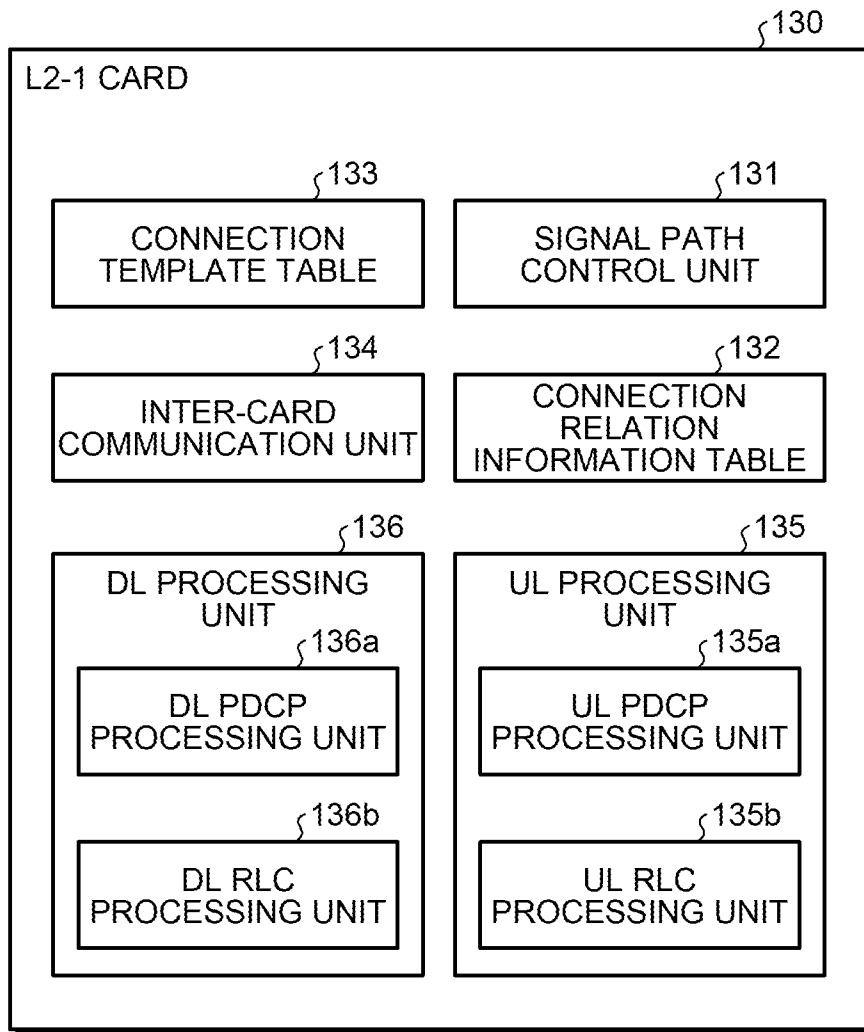 130
L2-1 CARD
133
CONNECTION
TEMPLATE TABLE
131
SIGNAL PATH
CONTROL UNIT
134
INTER-CARD
COMMUNICATION UNIT
132
CONNECTION
RELATION
INFORMATION TABLE
136
DL PROCESSING
UNIT
136a
DL PDCP
PROCESSING UNIT
136b
DL RLC
PROCESSING UNIT
135
UL PROCESSING
UNIT
135a
UL PDCP
PROCESSING UNIT
135b
UL RLC
PROCESSING UNIT